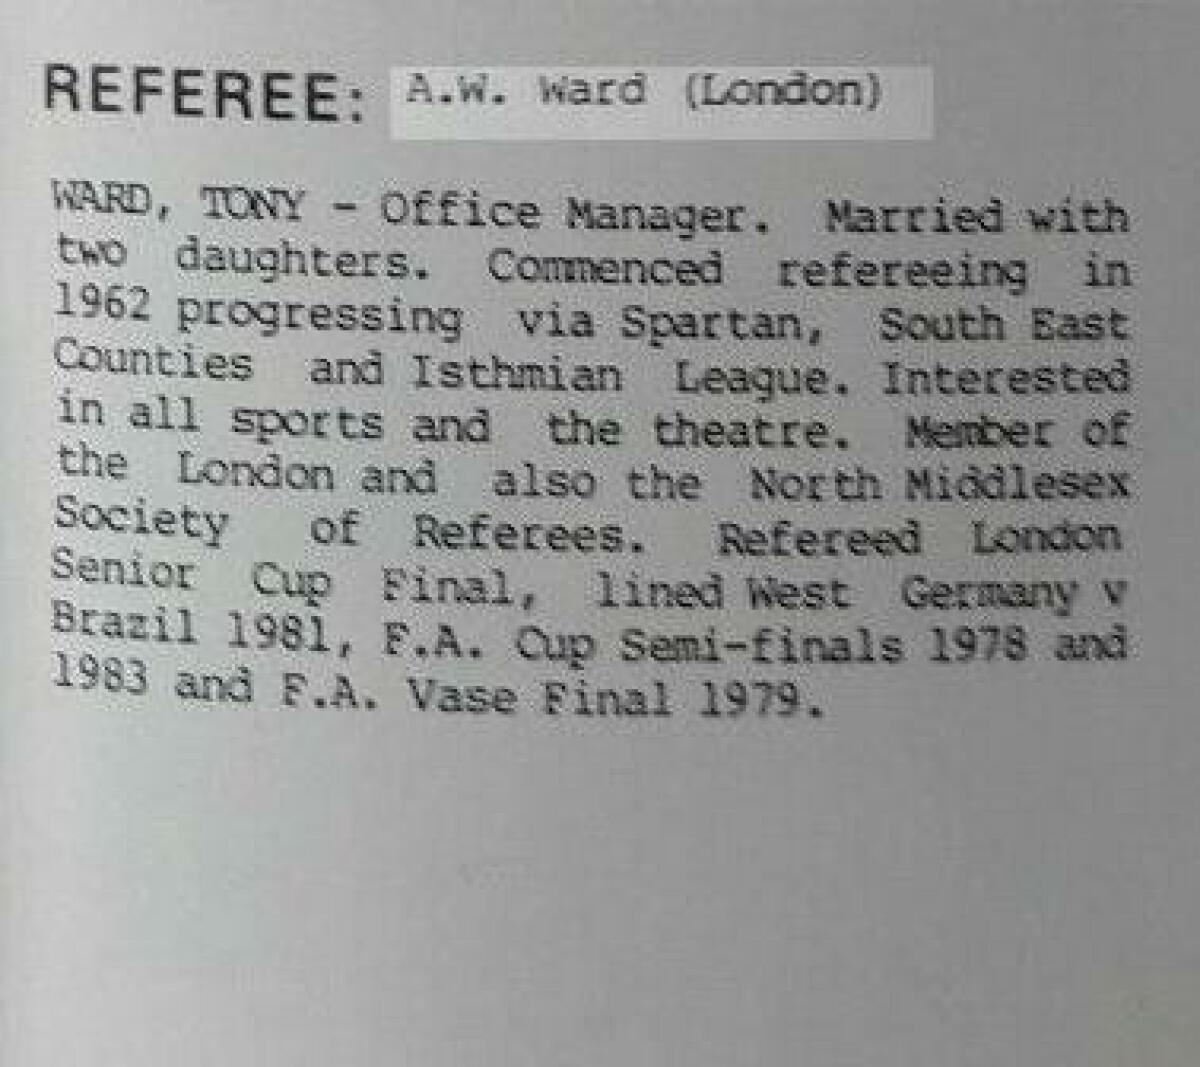 REFEREE: A.W. Ward (London)
WARD, TONY - Office Manager. Married with
two daughters. Commenced refereeing in
1962 progressing via Spartan, South East
Counties and Isthmian League. Interested
in all sports and the theatre. Member of
the London and also the North Middlesex
Society of Referees. Refereed London
Senior Cup Final, lined West Germany v
Brazil 1981, F.A. Cup Semi-finals 1978 and
1983 and F.A. Vase Final 1979.